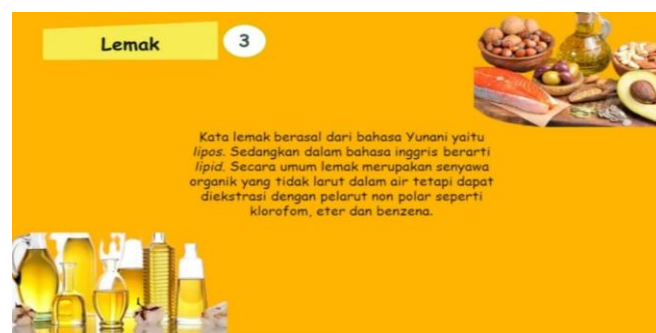 Lemak
3
Kata lemak berasal dari bahasa Yunani yaitu
lipos. Sedangkan dalam bahasa inggris berarti
lipid. Secara umum lemak merupakan senyawa
organik yang tidak larut dalam air tetapi dapat
diekstrasi dengan pelarut non polar seperti
klorofom, eter dan benzena.